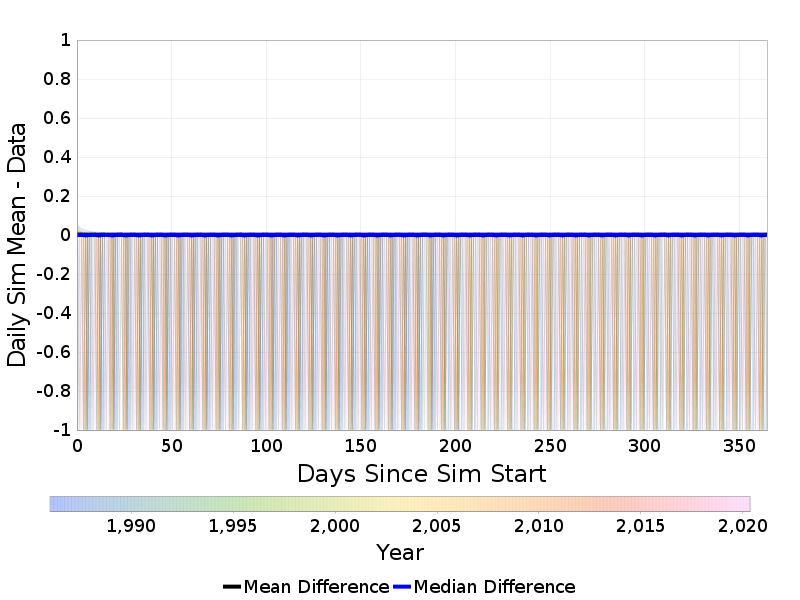 1
0.8
0.6
0.4
0.2
0
-0.2
-0.4
-0.6
-0.8
-1
Daily Sim Mean - Data
0 50 100 150 200 250 300 350
Days Since Sim Start
1,990 1,995 2,000 2,005 2,010 2,015 2,020
Year
Mean Difference Median Difference